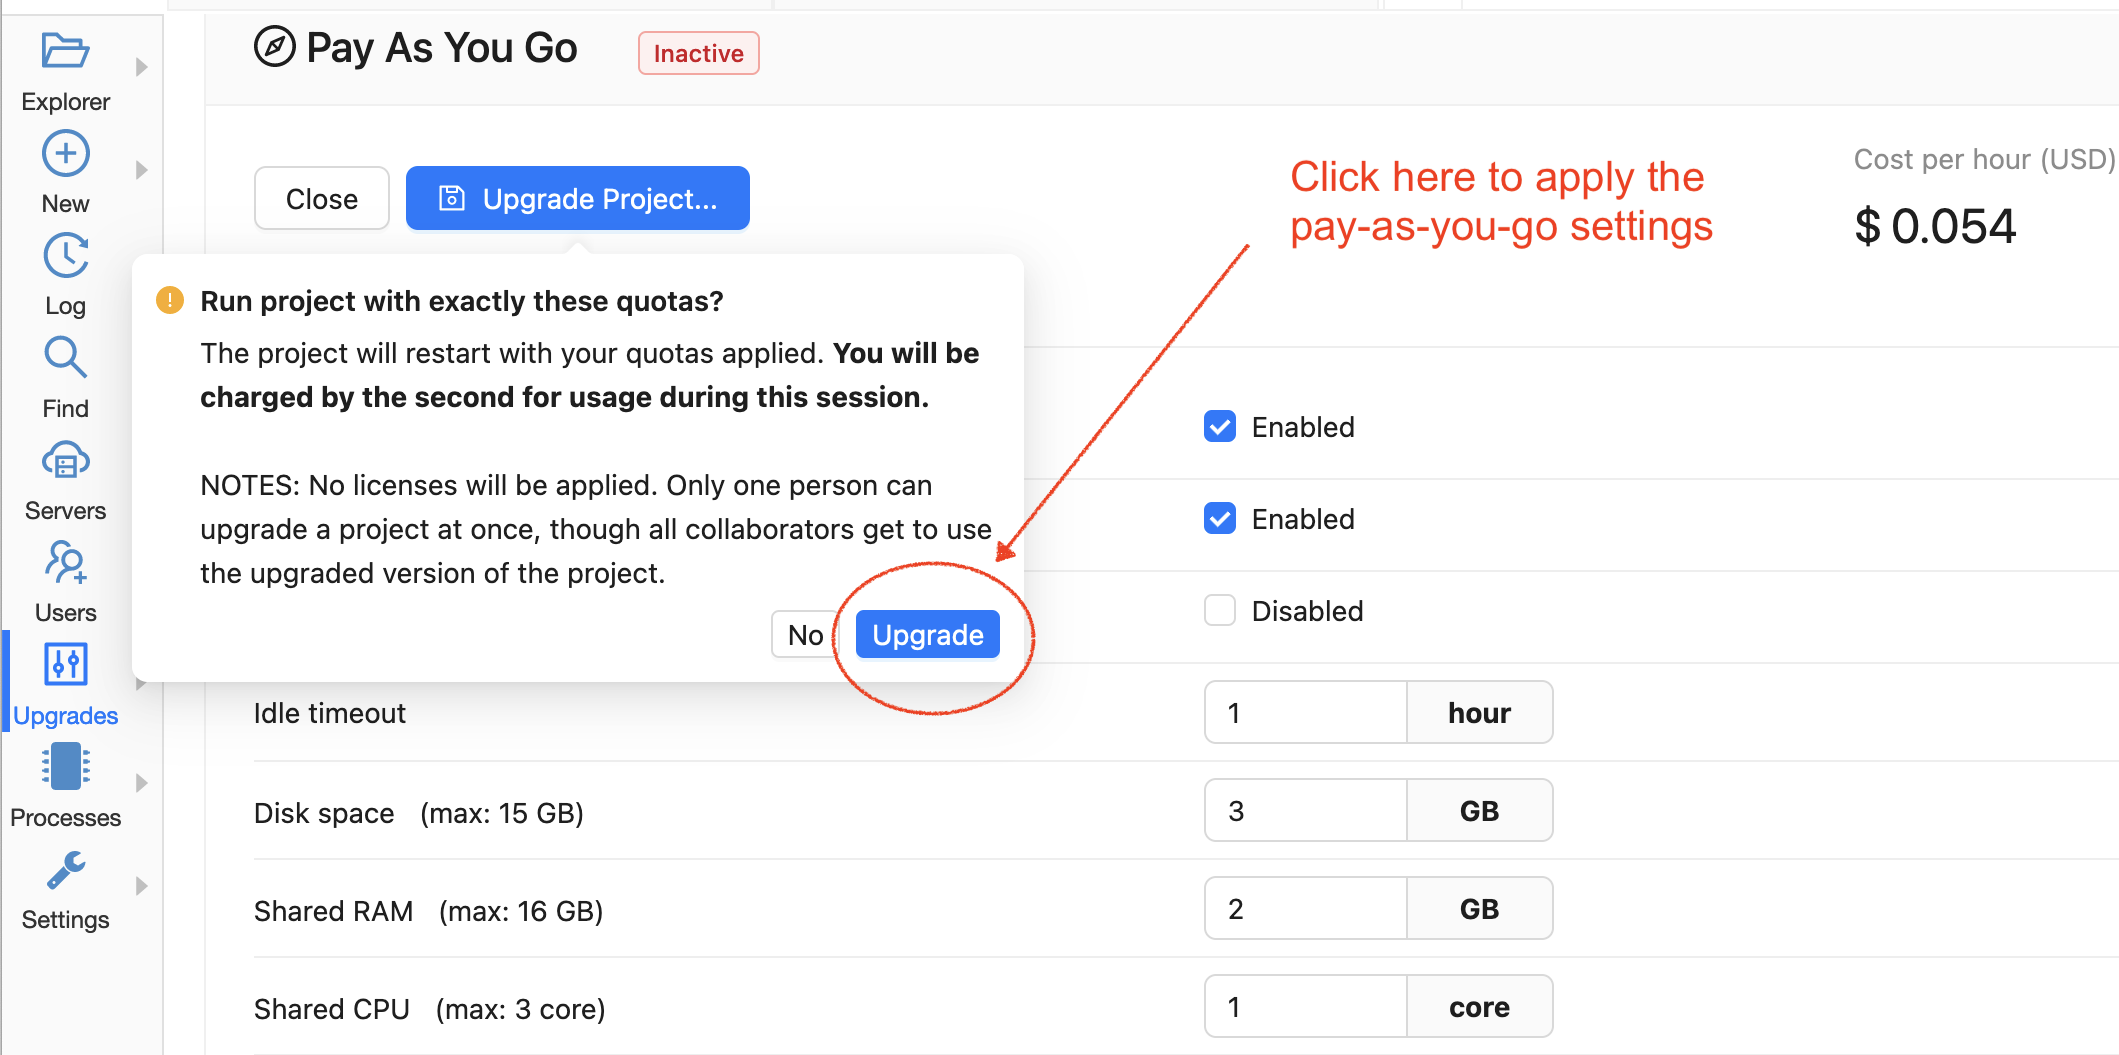 Explorer
New
Log
Find
Servers
Users
Upgrades
Processes
Settings
Pay As You Go
Inactive
Close
Upgrade Project...
Click here to apply the
pay-as-you-go settings
Cost per hour (USD)
$ 0.054
Run project with exactly these quotas?
The project will restart with your quotas applied. You will be
charged by the second for usage during this session.
NOTES: No licenses will be applied. Only one person can
upgrade a project at once, though all collaborators get to use
the upgraded version of the project.
No
Upgrade
Enabled
Enabled
Disabled
Idle timeout
1 hour
Disk space (max: 15 GB)
3 GB
Shared RAM (max: 16 GB)
2 GB
Shared CPU (max: 3 core)
1 core